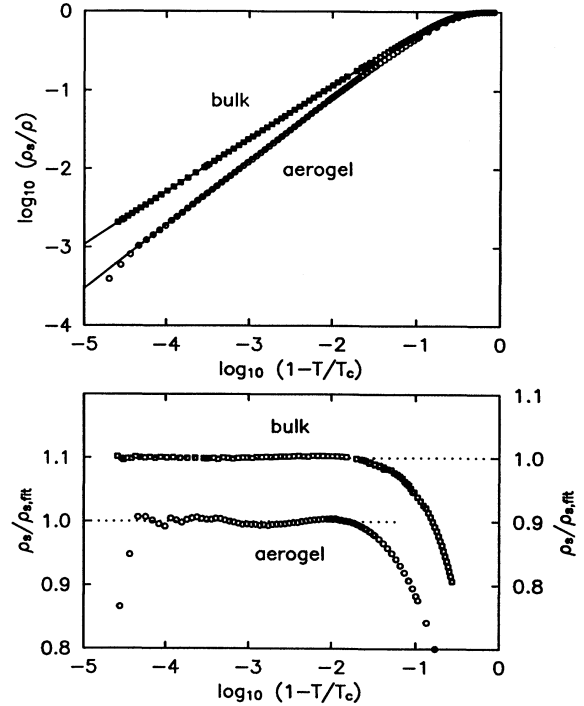 0
−1
−2
−3
−4
log₁₀ (ρₛ/ρ)
bulk
aerogel
−5 −4 −3 −2 −1 0
log₁₀ (1−T/T_c)
1.1
1.0
0.9
0.8
ρₛ/ρₛ,fit
bulk
aerogel
1.1
1.0
0.9
0.8
ρₛ/ρₛ,fit
−5 −4 −3 −2 −1 0
log₁₀ (1−T/T_c)